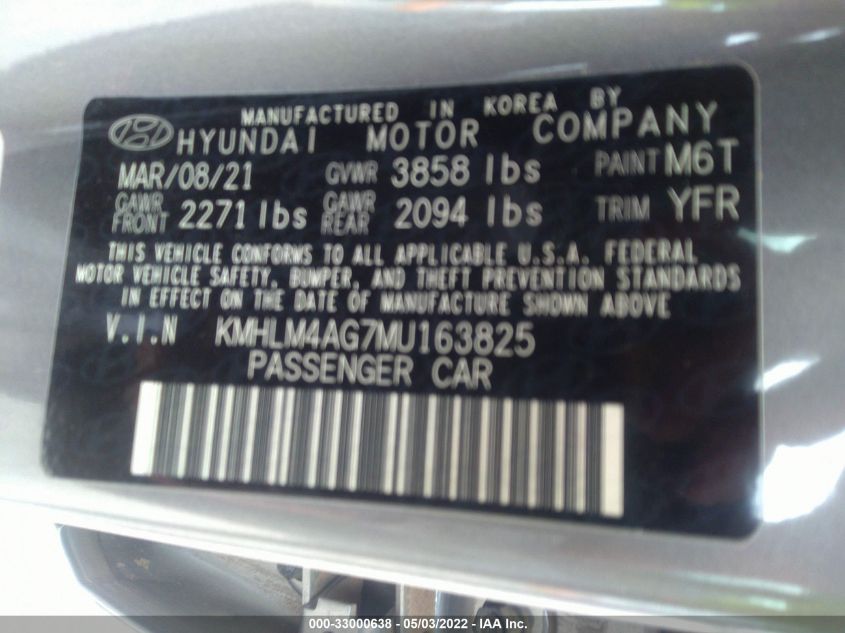 MANUFACTURED IN KOREA BY
HYUNDAI MOTOR COMPANY
MAR/08/21 GVWR 3858 lbs PAINT M6T
GAWR FRONT 2271 lbs GAWR REAR 2094 lbs TRIM YFR
THIS VEHICLE CONFORMS TO ALL APPLICABLE U.S.A. FEDERAL
MOTOR VEHICLE SAFETY, BUMPER, AND THEFT PREVENTION STANDARDS
IN EFFECT ON THE DATE OF MANUFACTURE SHOWN ABOVE
V.I.N KMHLM4AG7MU163825
PASSENGER CAR
000-33000638 - 05/03/2022 - IAA Inc.